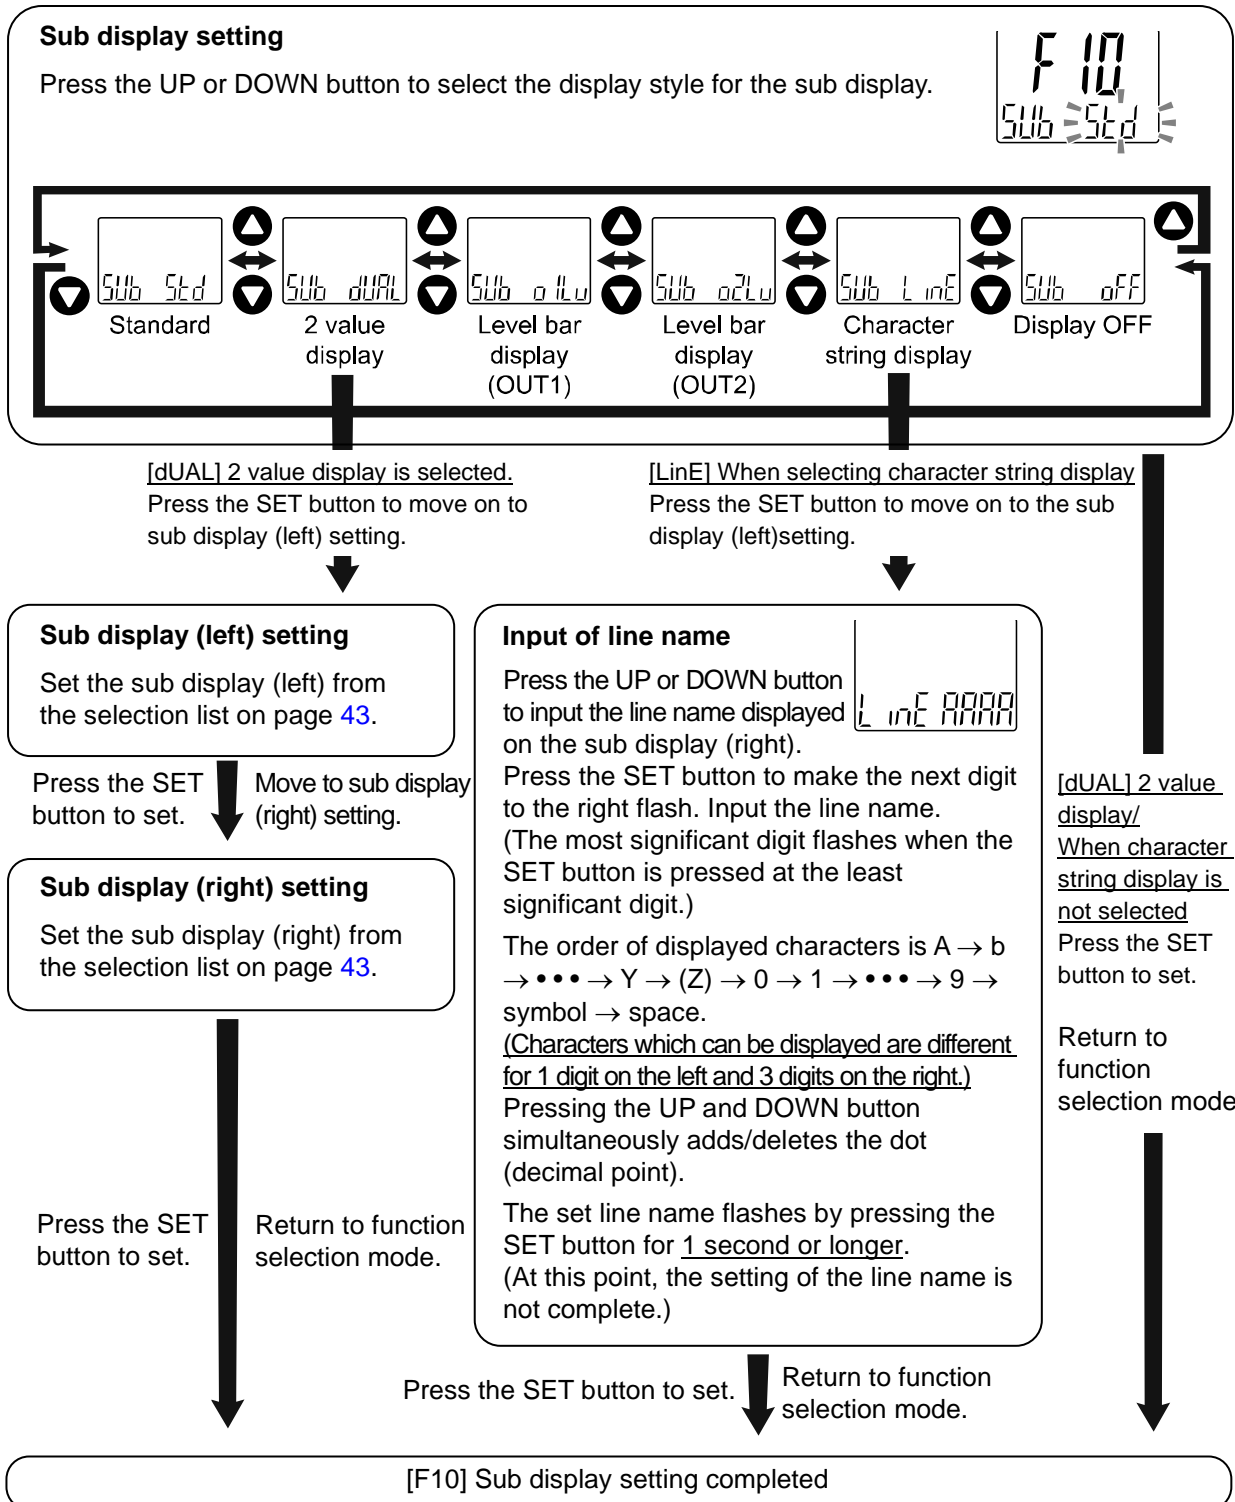 Sub display setting
Press the UP or DOWN button to select the display style for the sub display.
F 10
SUb Std
SUb Std
SUb dUAL
SUb o1Lu
SUb o2Lu
SUb LinE
SUb oFF
Standard
2 value
display
Level bar
display
(OUT1)
Level bar
display
(OUT2)
Character
string display
Display OFF
[dUAL] 2 value display is selected.
Press the SET button to move on to
sub display (left) setting.
[LinE] When selecting character string display
Press the SET button to move on to the sub
display (left)setting.
Sub display (left) setting
Set the sub display (left) from
the selection list on page 43.
Press the SET
button to set.
Move to sub display
(right) setting.
Sub display (right) setting
Set the sub display (right) from
the selection list on page 43.
Press the SET
button to set.
Return to function
selection mode.
Input of line name
LinE AAAA
Press the UP or DOWN button
to input the line name displayed
on the sub display (right).
Press the SET button to make the next digit
to the right flash. Input the line name.
(The most significant digit flashes when the
SET button is pressed at the least
significant digit.)
The order of displayed characters is A → b
→ • • • → Y → (Z) → 0 → 1 → • • • → 9 →
symbol → space.
(Characters which can be displayed are different
for 1 digit on the left and 3 digits on the right.)
Pressing the UP and DOWN button
simultaneously adds/deletes the dot
(decimal point).
The set line name flashes by pressing the
SET button for 1 second or longer.
(At this point, the setting of the line name is
not complete.)
Press the SET button to set.
Return to function
selection mode.
[dUAL] 2 value
display/
When character
string display is
not selected
Press the SET
button to set.
Return to
function
selection mode
[F10] Sub display setting completed